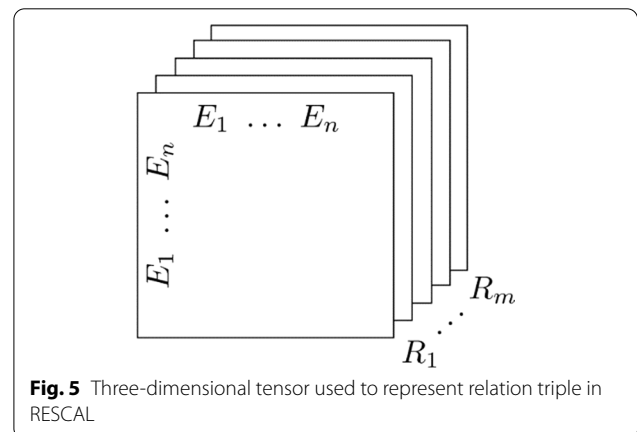 E₁ … Eₙ
E₁ … Eₙ
R₁ … Rₘ
Fig. 5 Three-dimensional tensor used to represent relation triple in
RESCAL